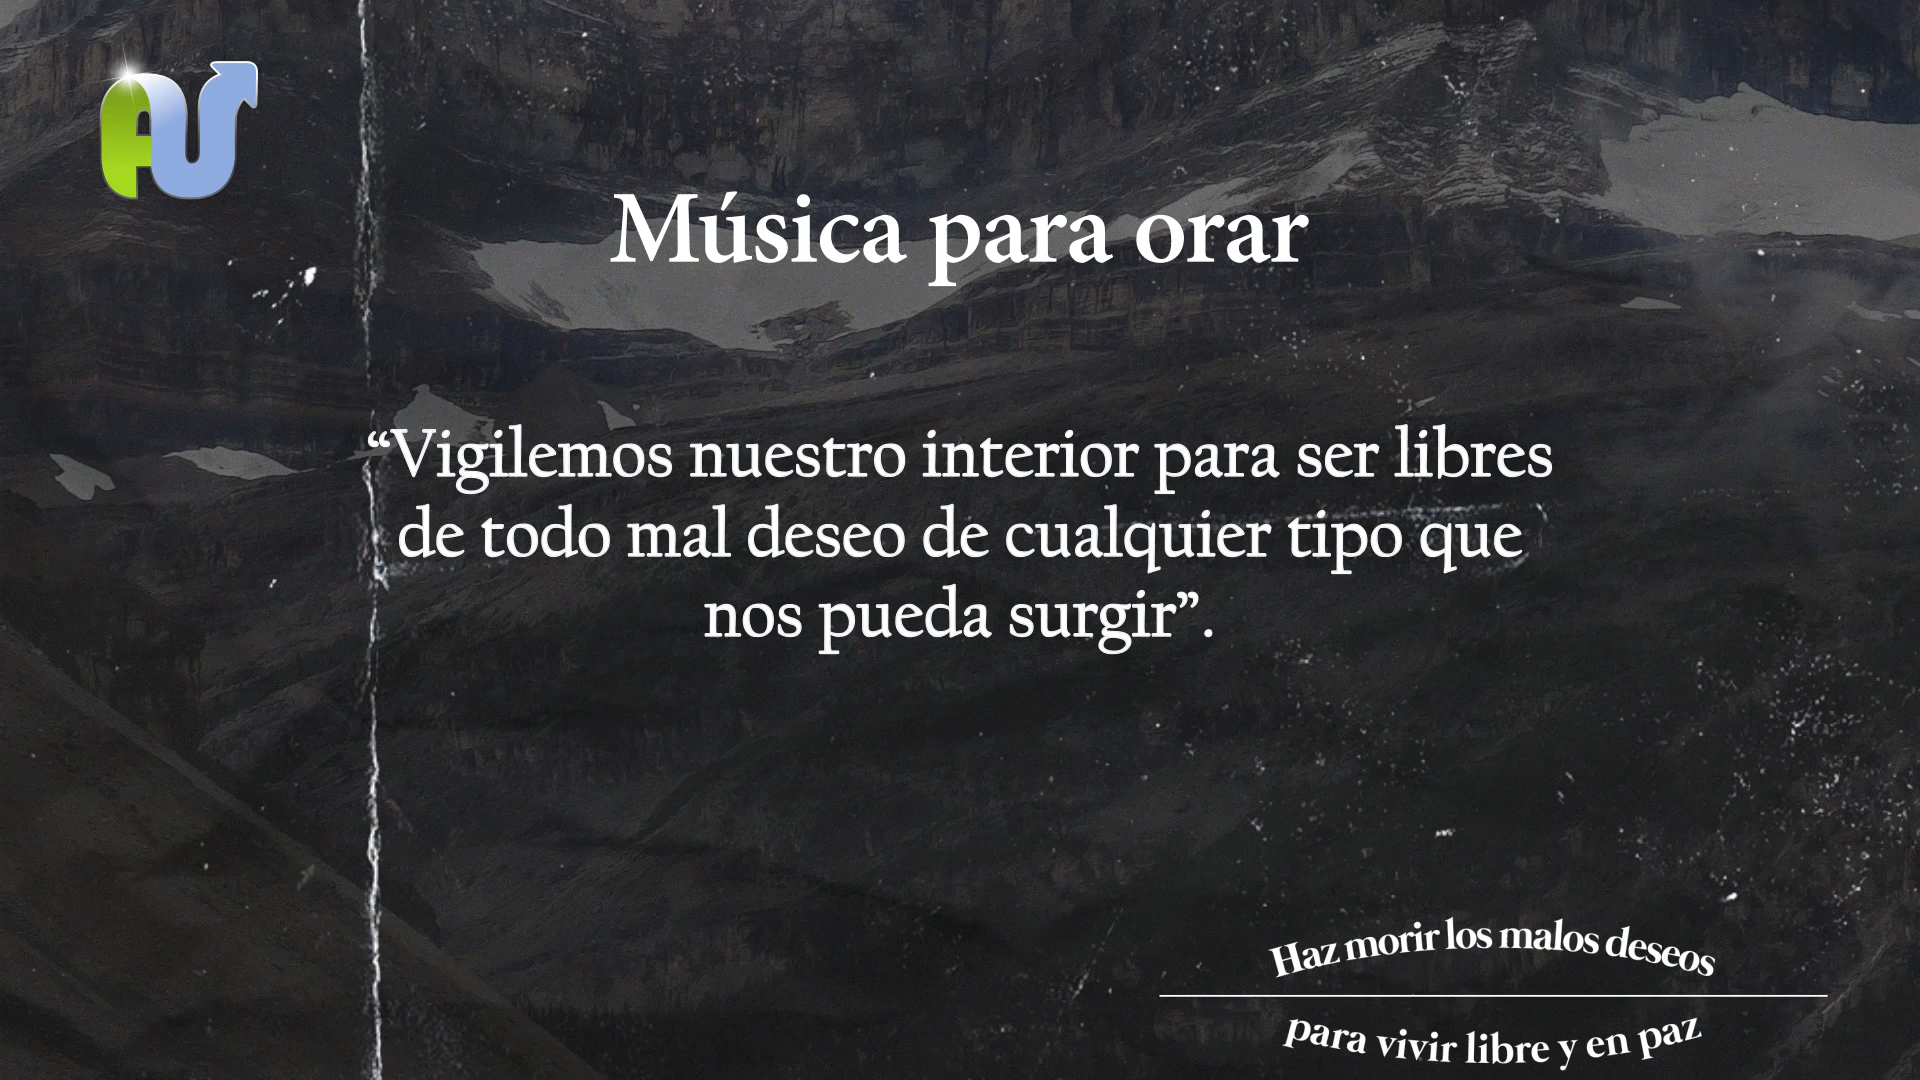 AU
Música para orar
“Vigilemos nuestro interior para ser libres
de todo mal deseo de cualquier tipo que
nos pueda surgir”.
Haz morir los malos deseos
para vivir libre y en paz